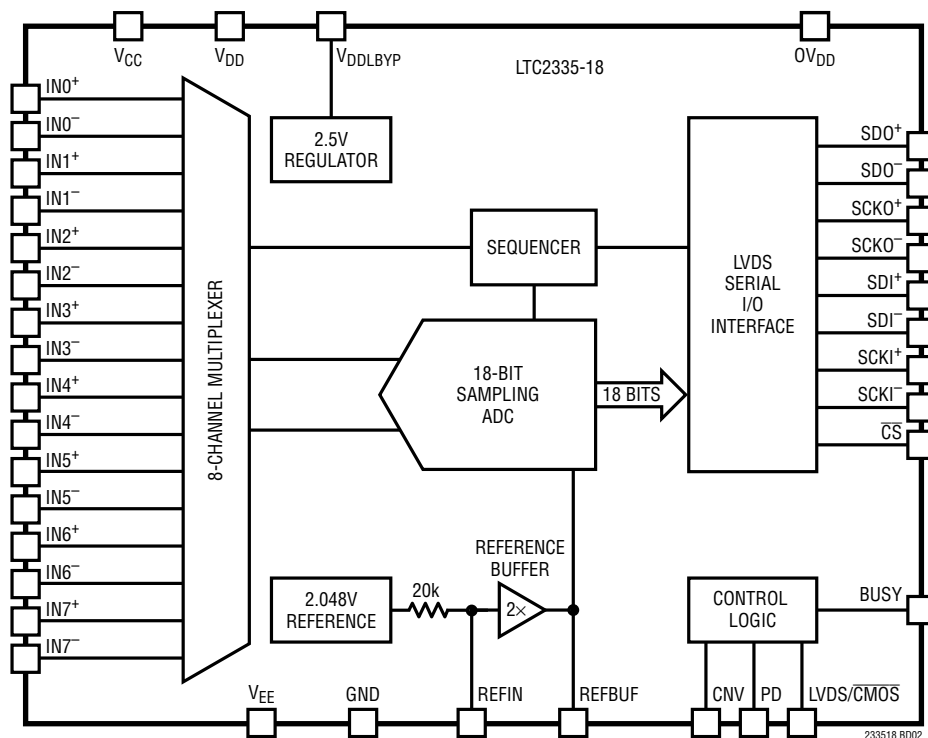 VCC
VDD
VDDLBYP
OVDD
LTC2335-18
IN0+
IN0−
IN1+
IN1−
IN2+
IN2−
IN3+
IN3−
IN4+
IN4−
IN5+
IN5−
IN6+
IN6−
IN7+
IN7−
8-CHANNEL MULTIPLEXER
2.5V
REGULATOR
SEQUENCER
18-BIT
SAMPLING
ADC
18 BITS
LVDS
SERIAL
I/O
INTERFACE
SDO+
SDO−
SCKO+
SCKO−
SDI+
SDI−
SCKI+
SCKI−
CS
REFERENCE
BUFFER
2.048V
REFERENCE
20k
2×
CONTROL
LOGIC
BUSY
VEE
GND
REFIN
REFBUF
CNV
PD
LVDS/CMOS
233518 BD02